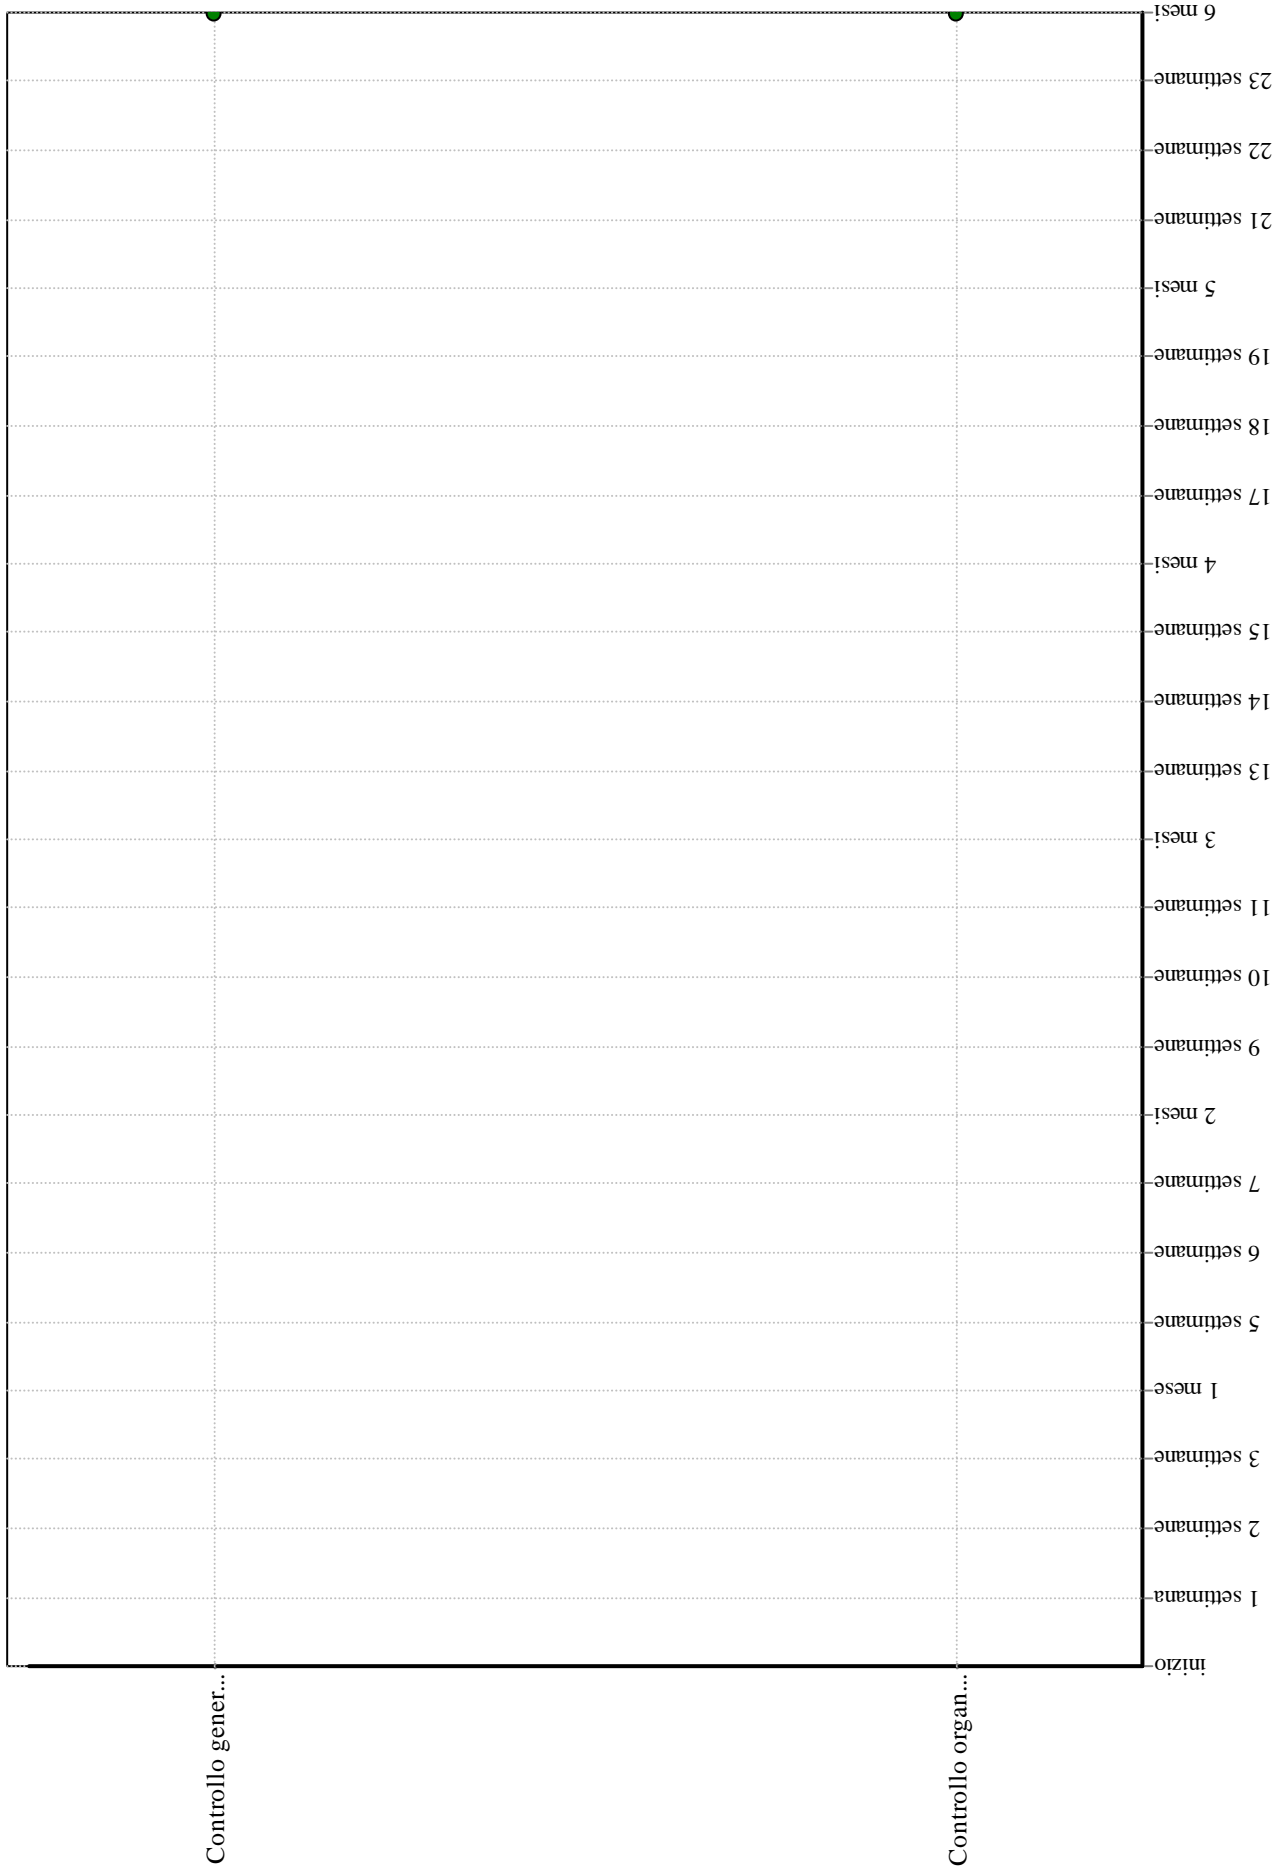 6 mesi
23 settimane
22 settimane
21 settimane
5 mesi
19 settimane
18 settimane
17 settimane
4 mesi
15 settimane
14 settimane
13 settimane
3 mesi
11 settimane
10 settimane
9 settimane
2 mesi
7 settimane
6 settimane
5 settimane
1 mese
3 settimane
2 settimane
1 settimana
inizio
Controllo gener...
Controllo organ...